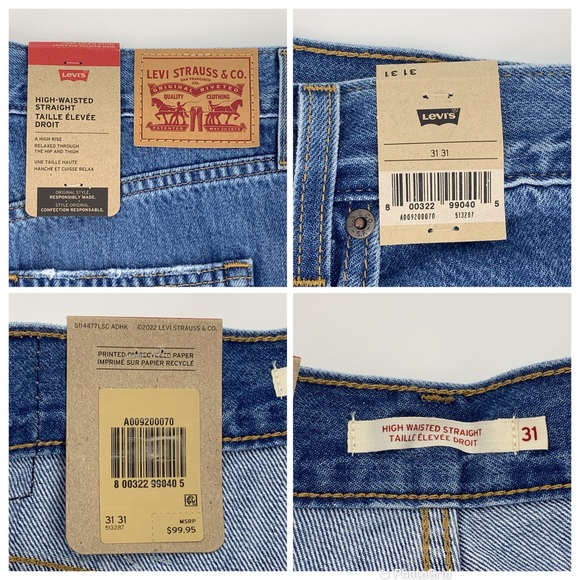 LEVI'S
HIGH-WAISTED
STRAIGHT
TAILLE ÉLEVÉE
DROIT
A HIGH RISE
RELAXED THROUGH
THE HIP AND THIGH
UNE TAILLE HAUTE
HANCHE ET CUISSE RELAX
ORIGINAL STYLE
RESPONSIBLY MADE.
STYLE ORIGINAL.
CONFECTION RESPONSABLE.
LEVI STRAUSS & CO.
SAN FRANCISCO
CAL
ORIGINAL RIVETED
QUALITY CLOTHING
PATENTED MAY 20 1873
31 31
LEVI'S
31 31
8 00322 99040 5
A009200070 513287
S114477LSC ADHK ©2022 LEVI STRAUSS & CO.
PRINTED ON RECYCLED PAPER
IMPRIMÉ SUR PAPIER RECYCLÉ
A009200070
8 00322 99040 5
31 31
513287
MSRP
$99.95
HIGH WAISTED STRAIGHT
TAILLE ÉLEVÉE DROIT
31
PhotoGrid